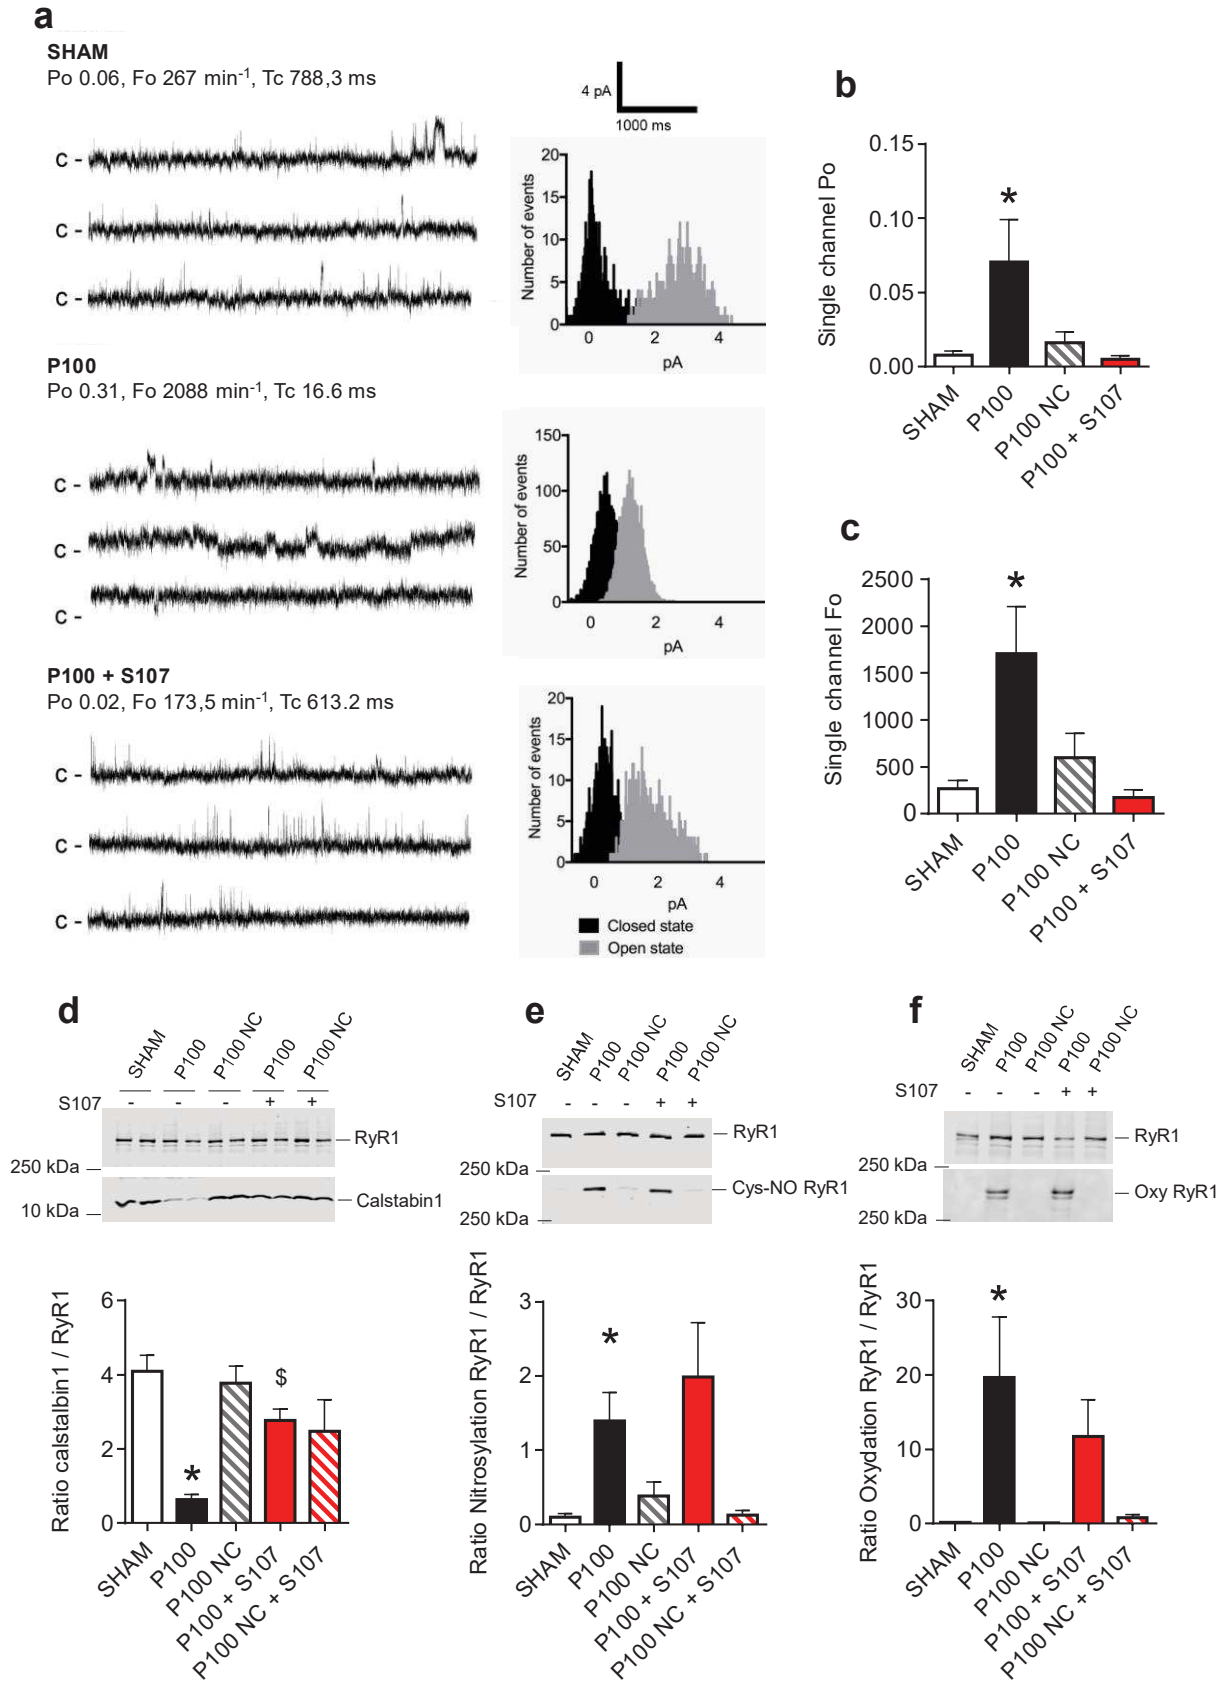 a
SHAM
Po 0.06, Fo 267 min-1, Tc 788,3 ms
4 pA
1000 ms
C -
C -
C -
20
15
10
5
0
Number of events
0 2 4
pA
P100
Po 0.31, Fo 2088 min-1, Tc 16.6 ms
C -
C -
C -
150
100
50
0
Number of events
0 2 4
pA
P100 + S107
Po 0.02, Fo 173,5 min-1, Tc 613.2 ms
C -
C -
C -
20
15
10
5
0
Number of events
0 2 4
pA
Closed state
Open state
b
Single channel Po
0.15
0.10
0.05
0.00
*
SHAM
P100
P100 NC
P100 + S107
c
Single channel Fo
2500
2000
1500
1000
500
0
*
SHAM
P100
P100 NC
P100 + S107
d
SHAM
P100
P100 NC
P100
P100 NC
S107 - - - + +
RyR1
250 kDa
Calstabin1
10 kDa
Ratio calstalbin1 / RyR1
6
4
2
0
*
$
SHAM
P100
P100 NC
P100 + S107
P100 NC + S107
e
SHAM
P100
P100 NC
P100
P100 NC
S107 - - - + +
RyR1
250 kDa
Cys-NO RyR1
250 kDa
Ratio Nitrosylation RyR1 / RyR1
3
2
1
0
*
SHAM
P100
P100 NC
P100 + S107
P100 NC + S107
f
SHAM
P100
P100 NC
P100
P100 NC
S107 - - - + +
RyR1
250 kDa
Oxy RyR1
250 kDa
Ratio Oxydation RyR1 / RyR1
30
20
10
0
*
SHAM
P100
P100 NC
P100 + S107
P100 NC + S107